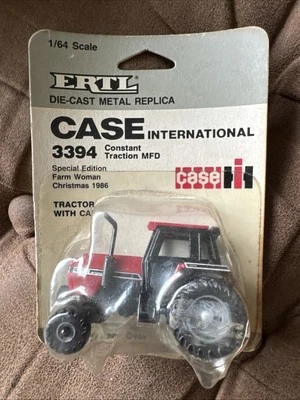 1/64 Scale
ERTL
DIE-CAST METAL REPLICA
CASE INTERNATIONAL
3394 Constant
Traction MFD
Special Edition
Farm Woman
Christmas 1986
case IH
TRACTOR
WITH CA